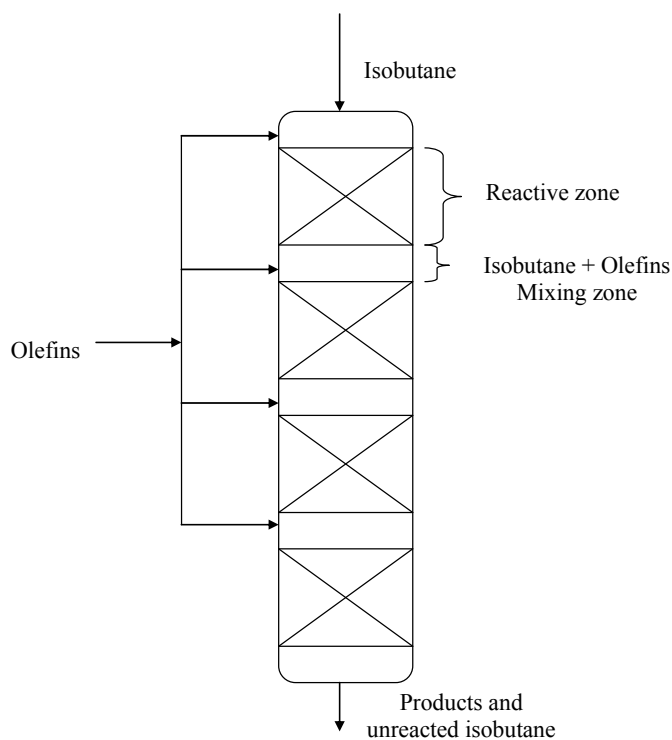 Isobutane
Reactive zone
Isobutane + Olefins
Mixing zone
Olefins
Products and
unreacted isobutane